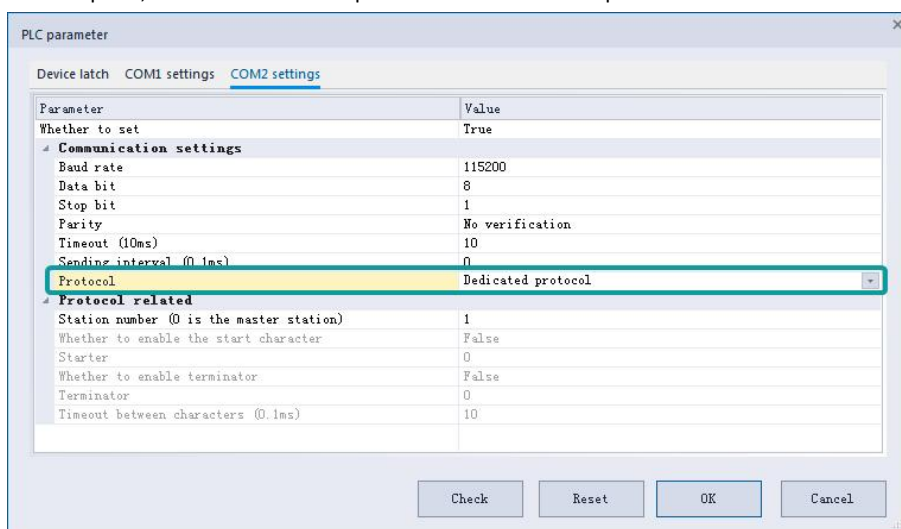 PLC parameter
Device latch COM1 settings COM2 settings
Parameter Value
Whether to set True
Communication settings
Baud rate 115200
Data bit 8
Stop bit 1
Parity No verification
Timeout (10ms) 10
Sending interval (0.1ms) 0
Protocol Dedicated protocol
Protocol related
Station number (0 is the master station) 1
Whether to enable the start character False
Starter 0
Whether to enable terminator False
Terminator 0
Timeout between characters (0.1ms) 10
Check Reset OK Cancel